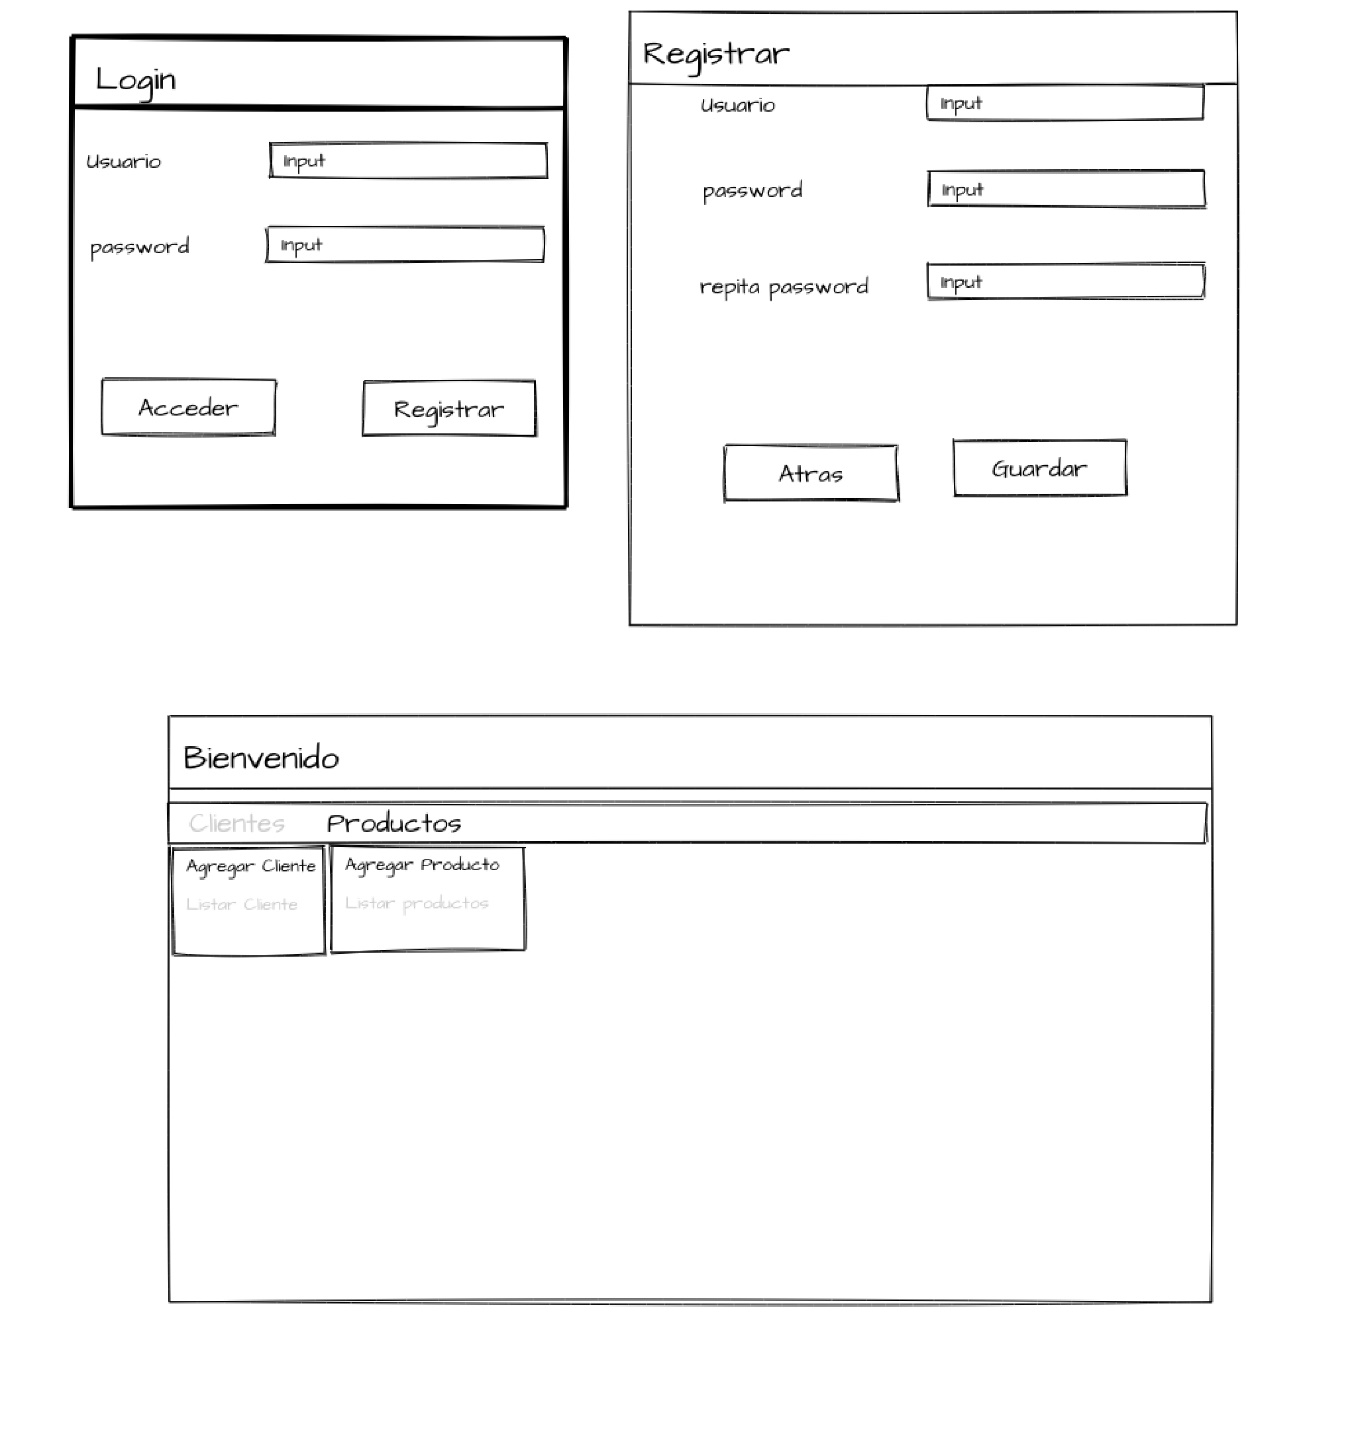 Login
Usuario Input
password Input
Acceder Registrar
Registrar
Usuario Input
password Input
repita password Input
Atras Guardar
Bienvenido
Clientes Productos
Agregar Cliente Agregar Producto
Listar Cliente Listar productos